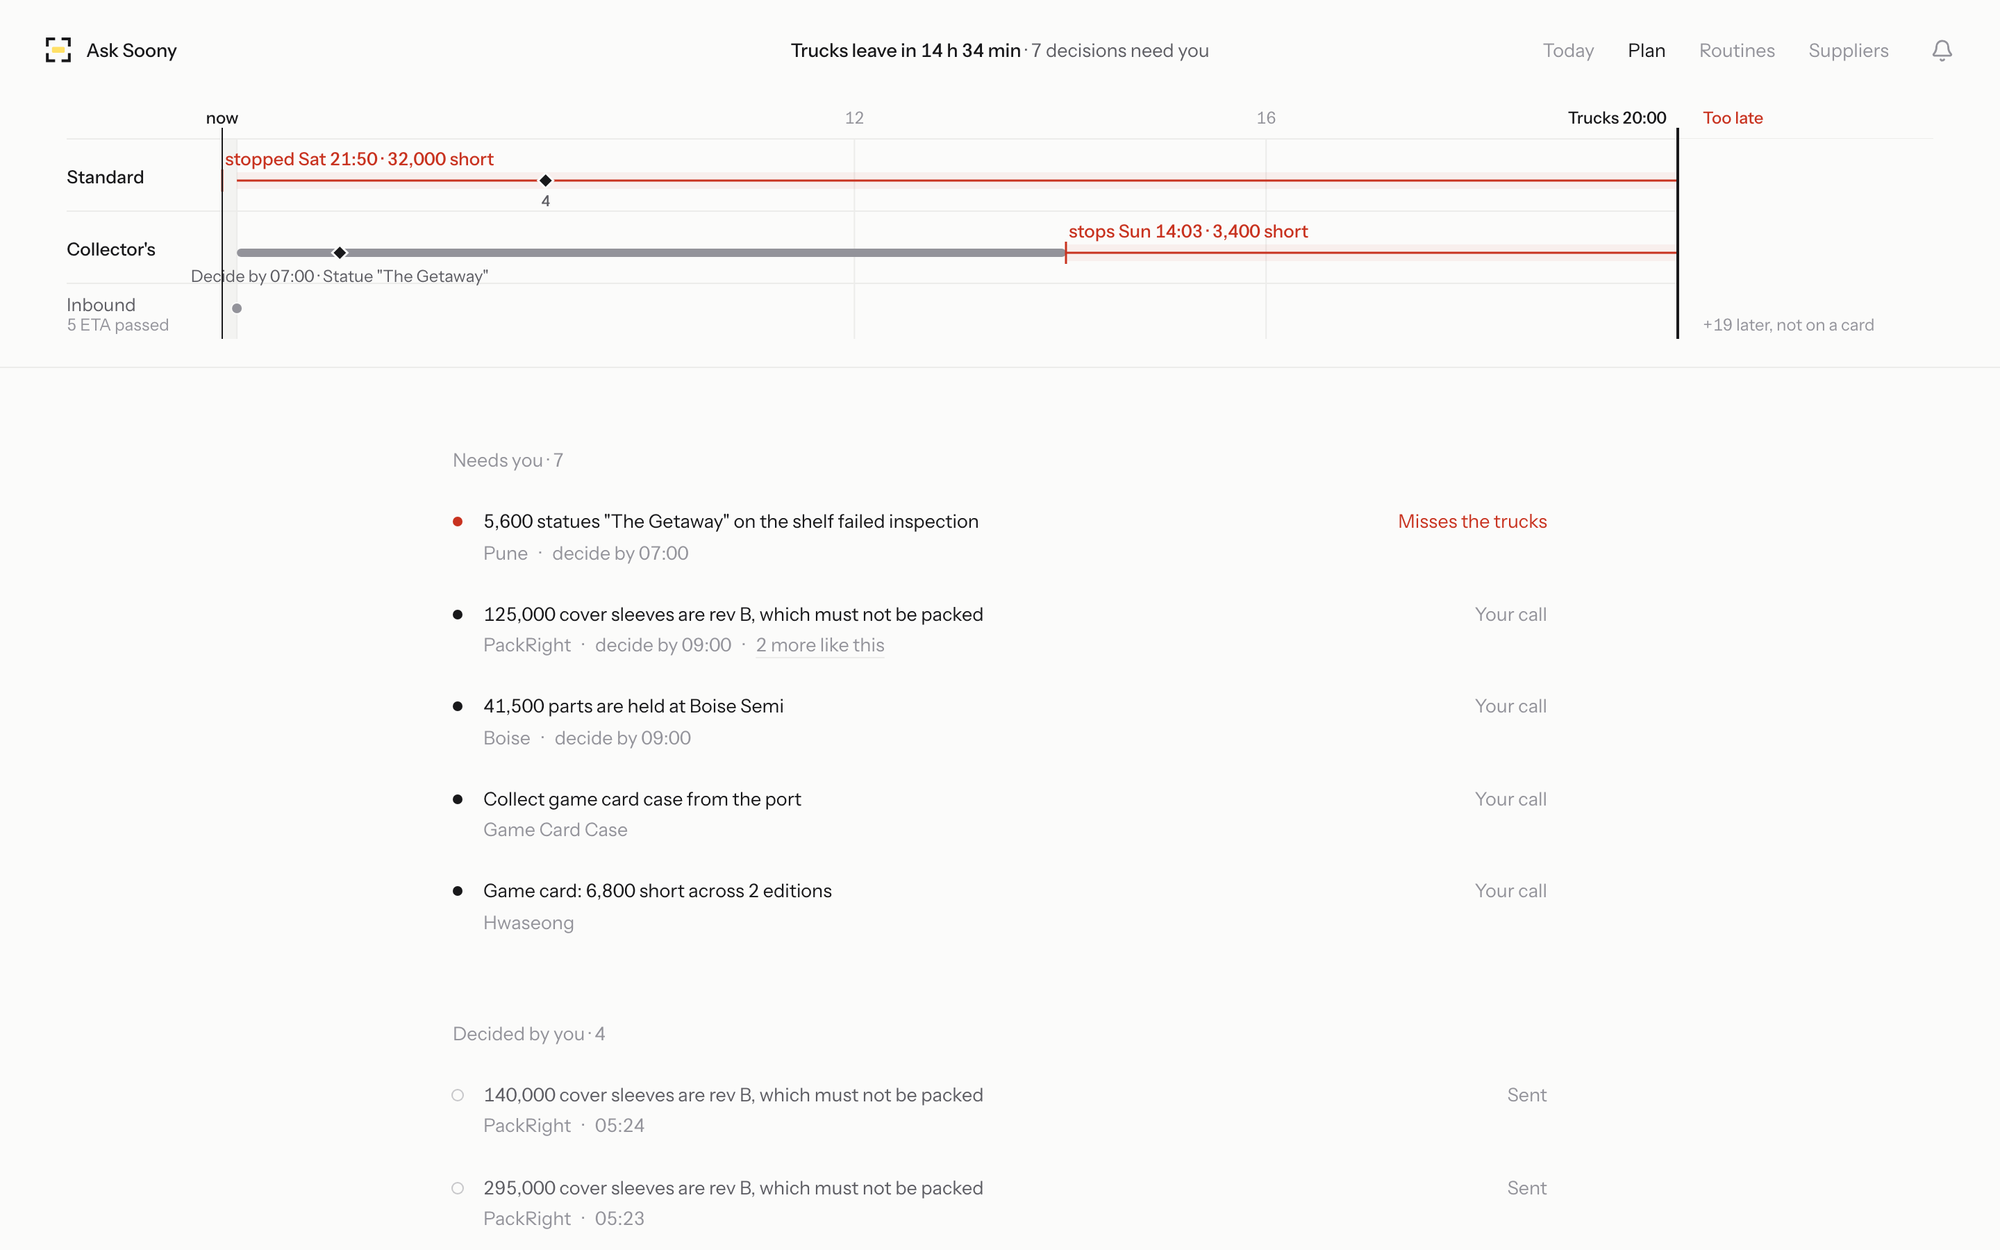 Ask Soony
Trucks leave in 14 h 34 min · 7 decisions need you
Today
Plan
Routines
Suppliers
now
12
16
Trucks 20:00
Too late
Standard
stopped Sat 21:50 · 32,000 short
4
Collector's
stops Sun 14:03 · 3,400 short
Decide by 07:00 · Statue "The Getaway"
Inbound
5 ETA passed
+19 later, not on a card
Needs you · 7
5,600 statues "The Getaway" on the shelf failed inspection
Misses the trucks
Pune · decide by 07:00
125,000 cover sleeves are rev B, which must not be packed
Your call
PackRight · decide by 09:00 · 2 more like this
41,500 parts are held at Boise Semi
Your call
Boise · decide by 09:00
Collect game card case from the port
Your call
Game Card Case
Game card: 6,800 short across 2 editions
Your call
Hwaseong
Decided by you · 4
140,000 cover sleeves are rev B, which must not be packed
Sent
PackRight · 05:24
295,000 cover sleeves are rev B, which must not be packed
Sent
PackRight · 05:23